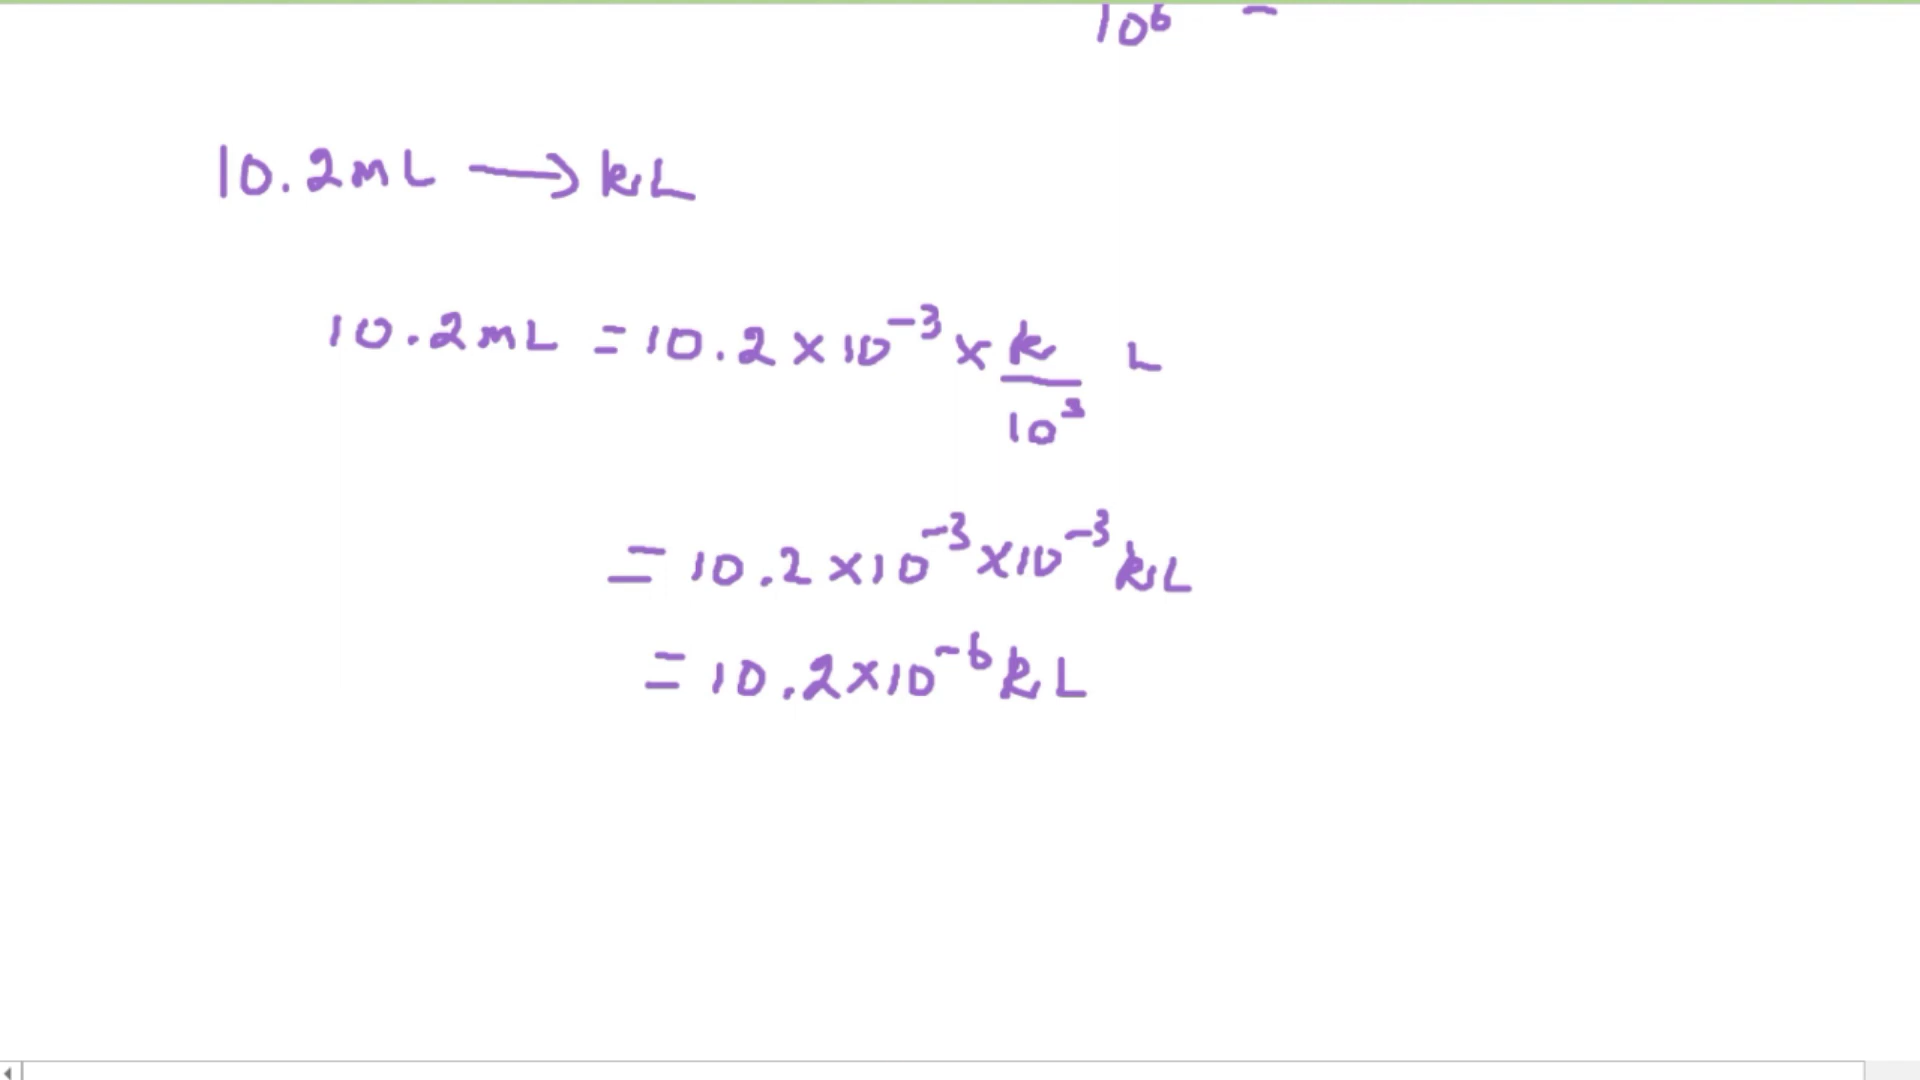 10⁶ =
10.2mL → kL
10.2mL = 10.2 × 10⁻³ × k/10³ L
= 10.2 × 10⁻³ × 10⁻³ kL
= 10.2 × 10⁻⁶ kL